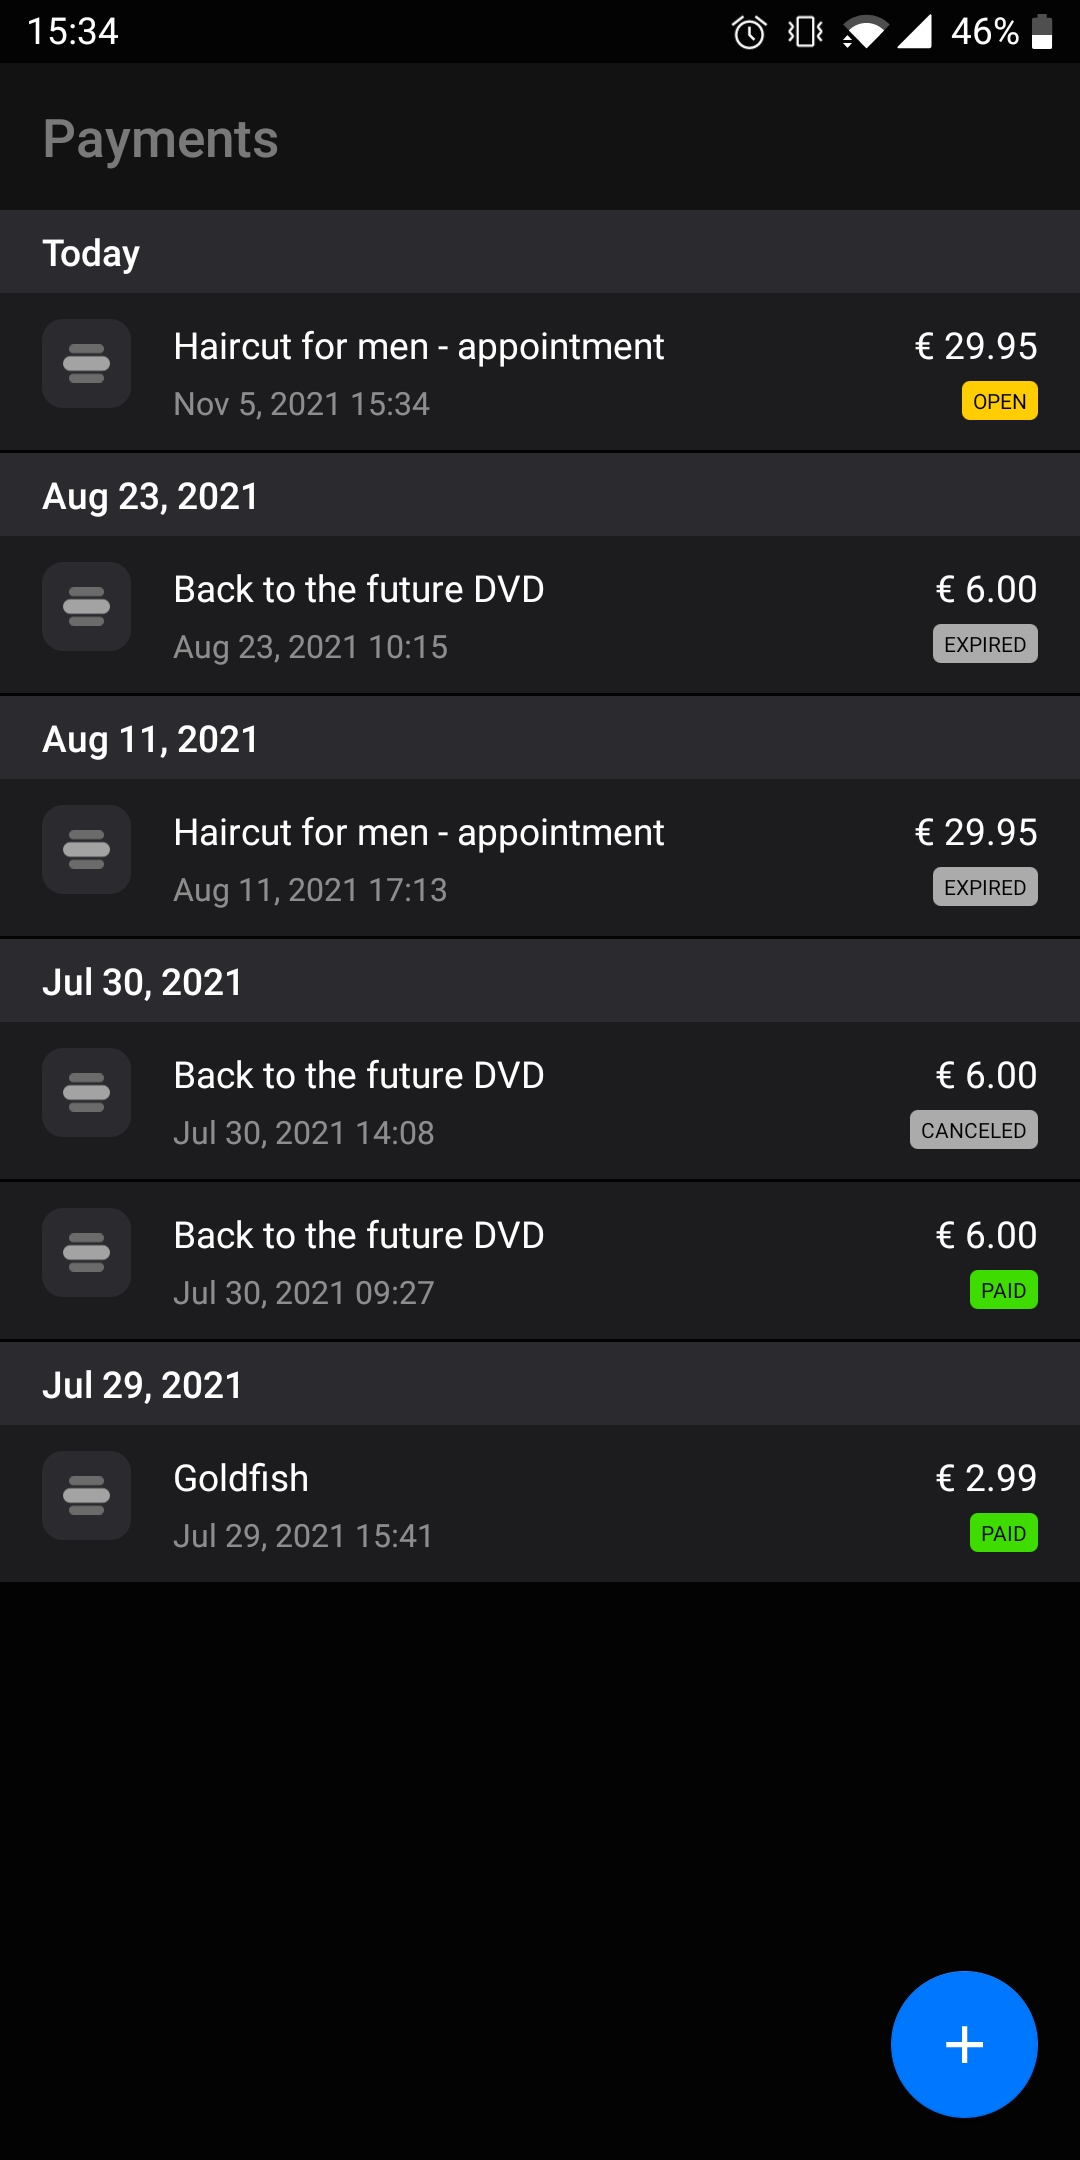 15:34
46%
Payments
Today
Haircut for men - appointment
€ 29.95
Nov 5, 2021 15:34
OPEN
Aug 23, 2021
Back to the future DVD
€ 6.00
Aug 23, 2021 10:15
EXPIRED
Aug 11, 2021
Haircut for men - appointment
€ 29.95
Aug 11, 2021 17:13
EXPIRED
Jul 30, 2021
Back to the future DVD
€ 6.00
Jul 30, 2021 14:08
CANCELED
Back to the future DVD
€ 6.00
Jul 30, 2021 09:27
PAID
Jul 29, 2021
Goldfish
€ 2.99
Jul 29, 2021 15:41
PAID